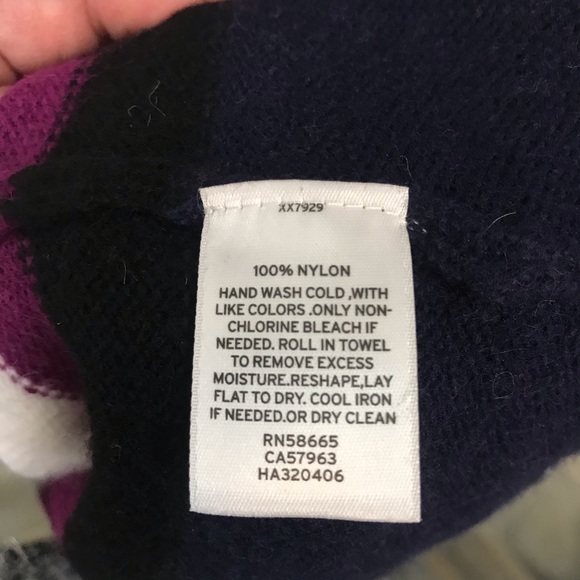 XX7929
100% NYLON
HAND WASH COLD ,WITH
LIKE COLORS .ONLY NON-
CHLORINE BLEACH IF
NEEDED. ROLL IN TOWEL
TO REMOVE EXCESS
MOISTURE.RESHAPE,LAY
FLAT TO DRY. COOL IRON
IF NEEDED.OR DRY CLEAN
RN58665
CA57963
HA320406